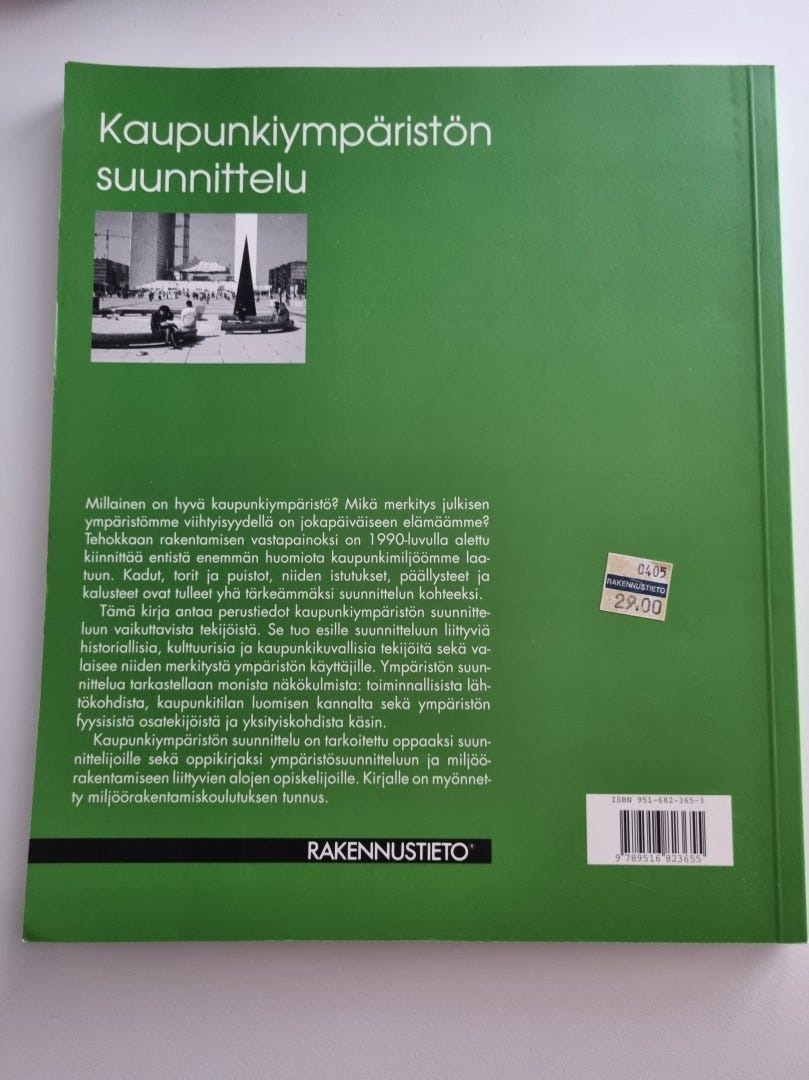 Kaupunkiympäristön
suunnittelu
Millainen on hyvä kaupunkiympäristö? Mikä merkitys julkisen
ympäristömme viihtyisyydellä on jokapäiväiseen elämäämme?
Tehokkaan rakentamisen vastapainoksi on 1990-luvulla alettu
kiinnittää entistä enemmän huomiota kaupunkimiljöömme laa-
tuun. Kadut, torit ja puistot, niiden istutukset, päällysteet ja
kalusteet ovat tulleet yhä tärkeämmäksi suunnittelun kohteeksi.
Tämä kirja antaa perustiedot kaupunkiympäristön suunnitte-
luun vaikuttavista tekijöistä. Se tuo esille suunnitteluun liittyviä
historiallisia, kulttuurisia ja kaupunkikuvallisia tekijöitä sekä va-
laisee niiden merkitystä ympäristön käyttäjille. Ympäristön suun-
nittelua tarkastellaan monista näkökulmista: toiminnallisista läh-
tökohdista, kaupunkitilan luomisen kannalta sekä ympäristön
fyysisistä osatekijöistä ja yksityiskohdista käsin.
Kaupunkiympäristön suunnittelu on tarkoitettu oppaaksi suun-
nittelijoille sekä oppikirjaksi ympäristösuunnitteluun ja miljöö-
rakentamiseen liittyvien alojen opiskelijoille. Kirjalle on myönnet-
ty miljöörakentamiskoulutuksen tunnus.
RAKENNUSTIETO®
0405
RAKENNUSTIETO
29.00
ISBN 951-682-365-3
9 789516 823655